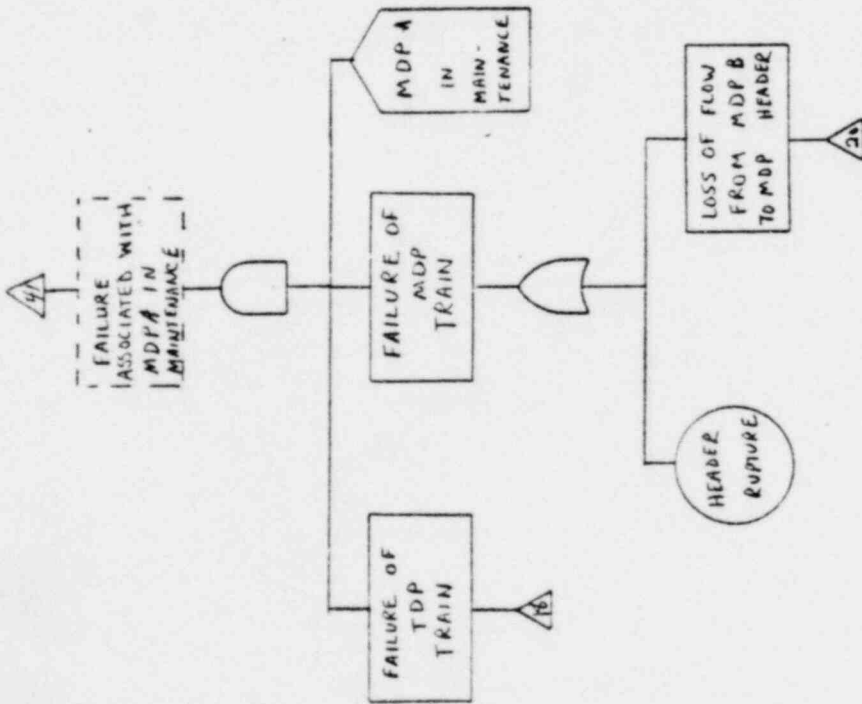 41
FAILURE
ASSOCIATED WITH
MDPA IN
MAINTENANCE
FAILURE OF
TDP
TRAIN
FAILURE OF
MDP
TRAIN
MDP A
IN
MAIN-
TENANCE
HEADER
RUPTURE
LOSS OF FLOW
FROM MDP B
TO MDP HEADER